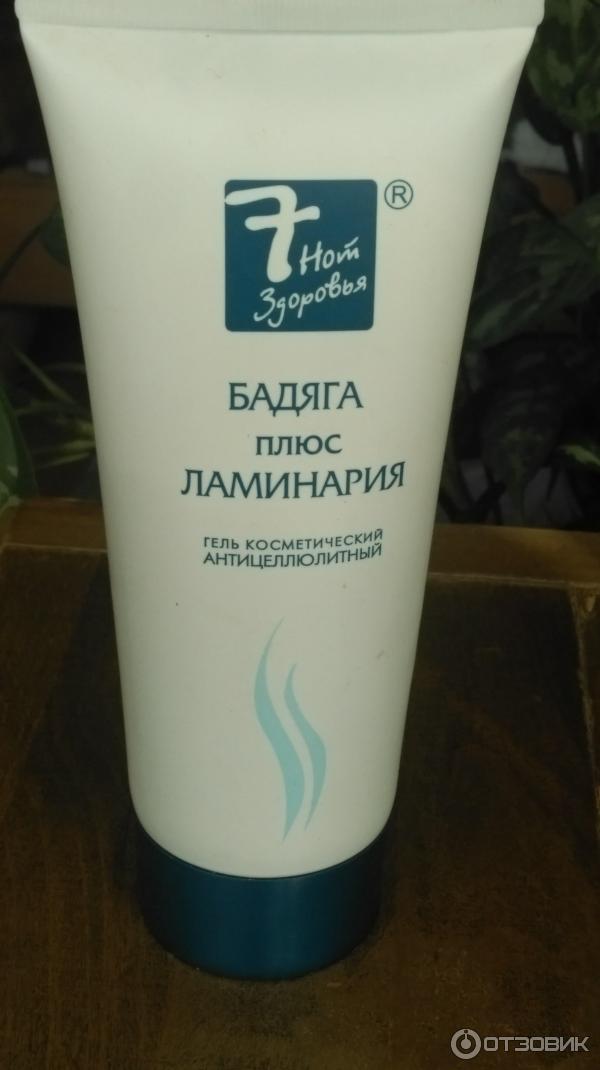 7
Нот
Здоровья
®
БАДЯГА
ПЛЮС
ЛАМИНАРИЯ
ГЕЛЬ КОСМЕТИЧЕСКИЙ
АНТИЦЕЛЛЮЛИТНЫЙ
ОТЗОВИК